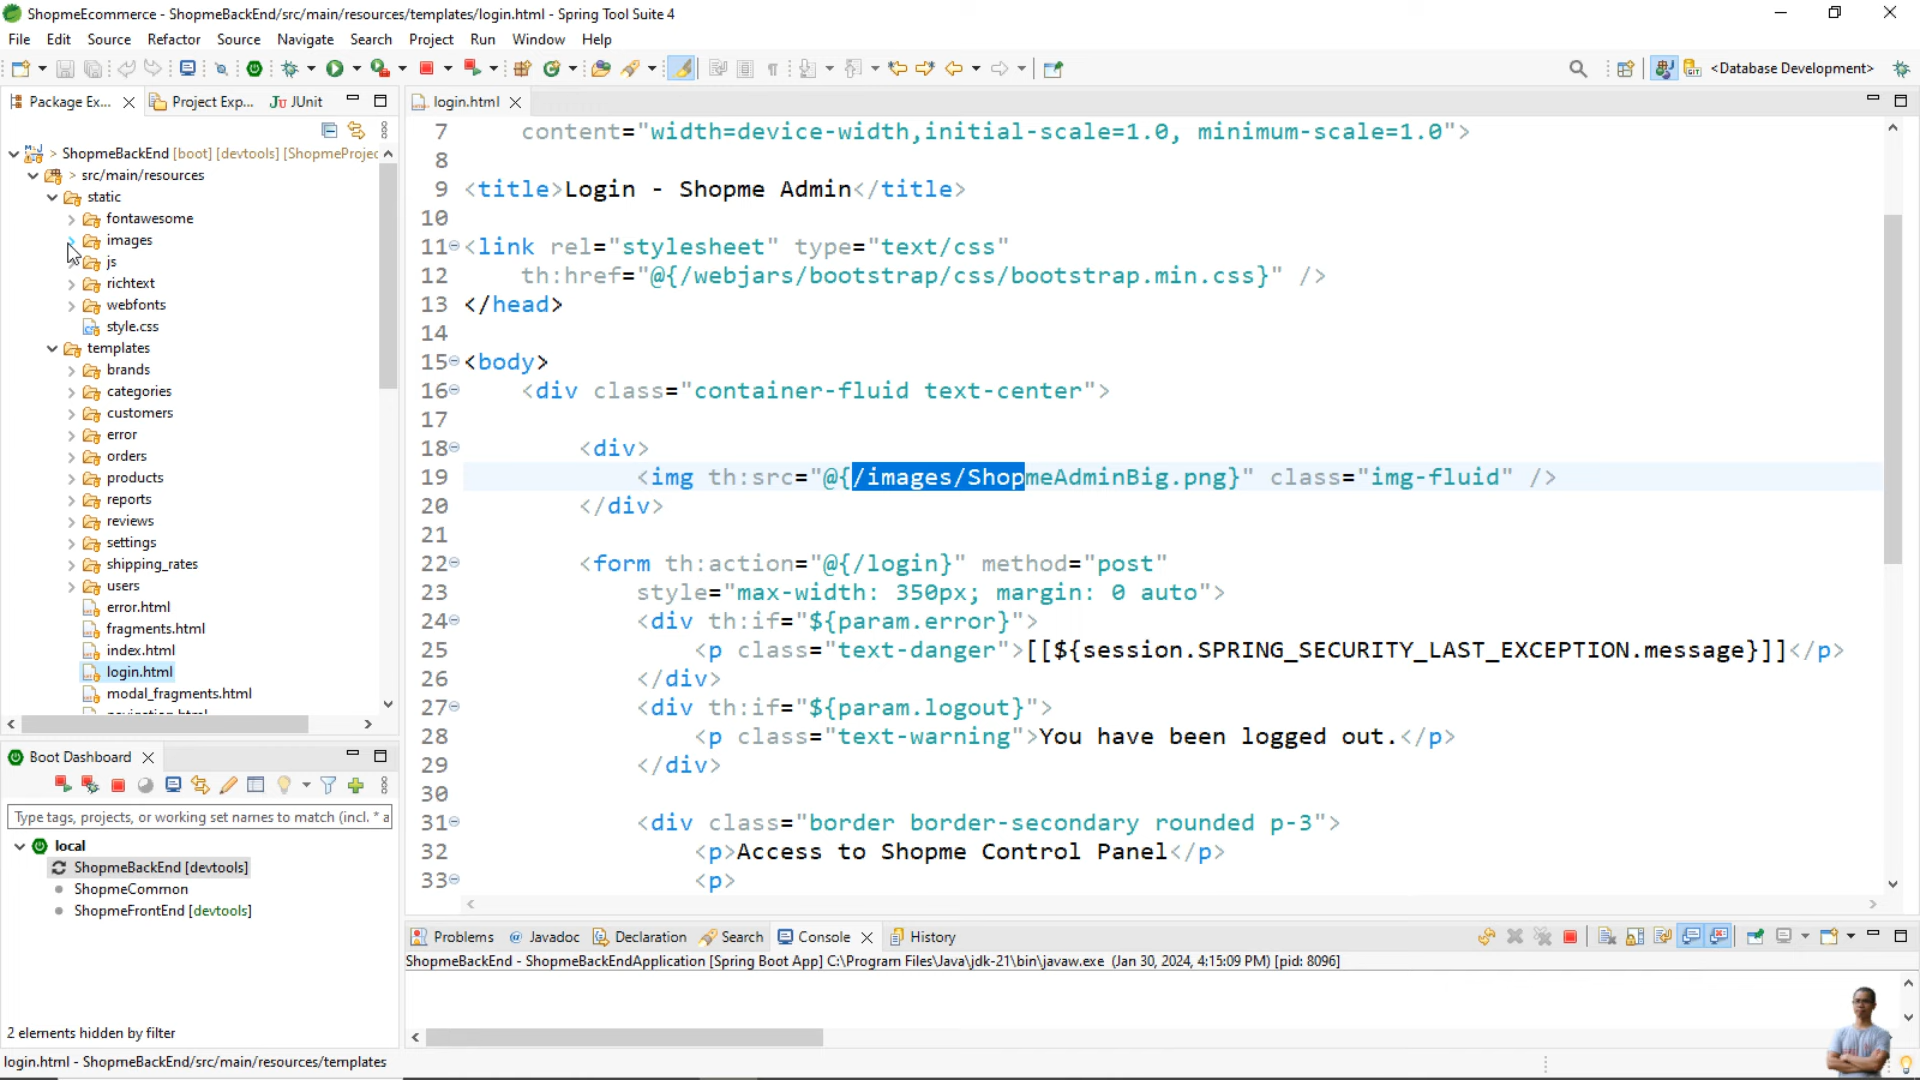 ShopmeEcommerce - ShopmeBackEnd/src/main/resources/templates/login.html - Spring Tool Suite 4
File Edit Source Refactor Source Navigate Search Project Run Window Help
<Database Development>
Package Ex... Project Exp... JUnit
login.html
> ShopmeBackEnd [boot] [devtools] [ShopmeProjec
> src/main/resources
static
fontawesome
images
js
richtext
webfonts
style.css
templates
brands
categories
customers
error
orders
products
reports
reviews
settings
shipping_rates
users
error.html
fragments.html
index.html
login.html
modal_fragments.html
7 content="width=device-width,initial-scale=1.0, minimum-scale=1.0">
8
9 <title>Login - Shopme Admin</title>
10
11 <link rel="stylesheet" type="text/css"
12 th:href="@{/webjars/bootstrap/css/bootstrap.min.css}" />
13 </head>
14
15 <body>
16 <div class="container-fluid text-center">
17
18 <div>
19 <img th:src="@{/images/ShopmeAdminBig.png}" class="img-fluid" />
20 </div>
21
22 <form th:action="@{/login}" method="post"
23 style="max-width: 350px; margin: 0 auto">
24 <div th:if="${param.error}">
25 <p class="text-danger">[[${session.SPRING_SECURITY_LAST_EXCEPTION.message}]]</p>
26 </div>
27 <div th:if="${param.logout}">
28 <p class="text-warning">You have been logged out.</p>
29 </div>
30
31 <div class="border border-secondary rounded p-3">
32 <p>Access to Shopme Control Panel</p>
33 <p>
Boot Dashboard
Type tags, projects, or working set names to match (incl. * a
local
ShopmeBackEnd [devtools]
ShopmeCommon
ShopmeFrontEnd [devtools]
2 elements hidden by filter
Problems Javadoc Declaration Search Console History
ShopmeBackEnd - ShopmeBackEndApplication [Spring Boot App] C:\Program Files\Java\jdk-21\bin\javaw.exe (Jan 30, 2024, 4:15:09 PM) [pid: 8096]
login.html - ShopmeBackEnd/src/main/resources/templates